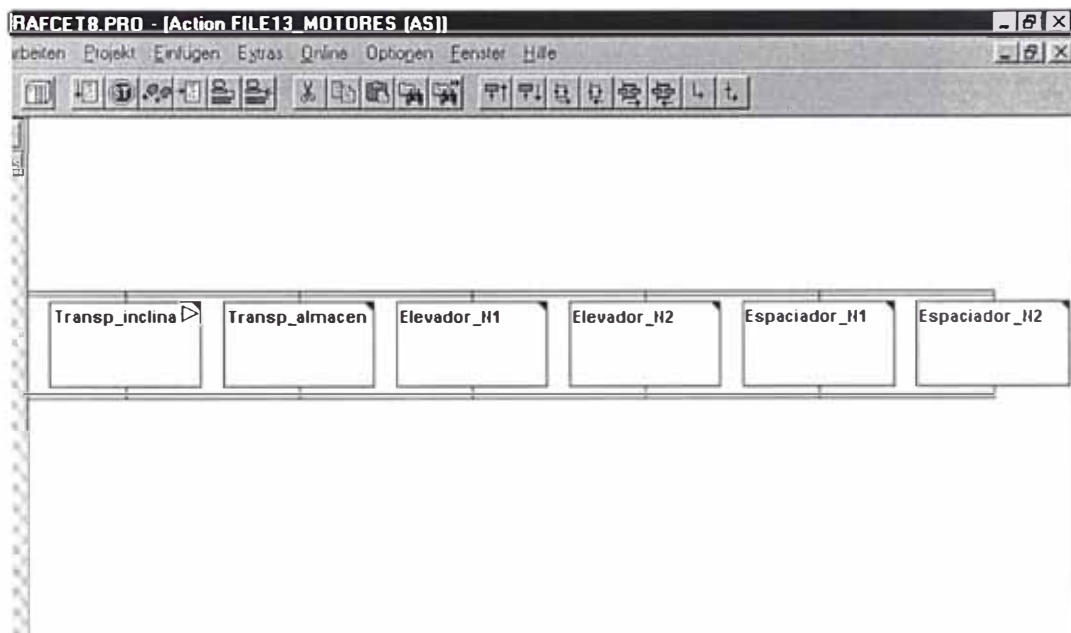 RAFCET8.PRO - [Action FILE13_MOTORES (AS)]
rbeiten Projekt Einfügen Extras Online Optionen Fenster Hilfe
Transp_inclina Transp_almacen Elevador_N1 Elevador_N2 Espaciador_N1 Espaciador_N2